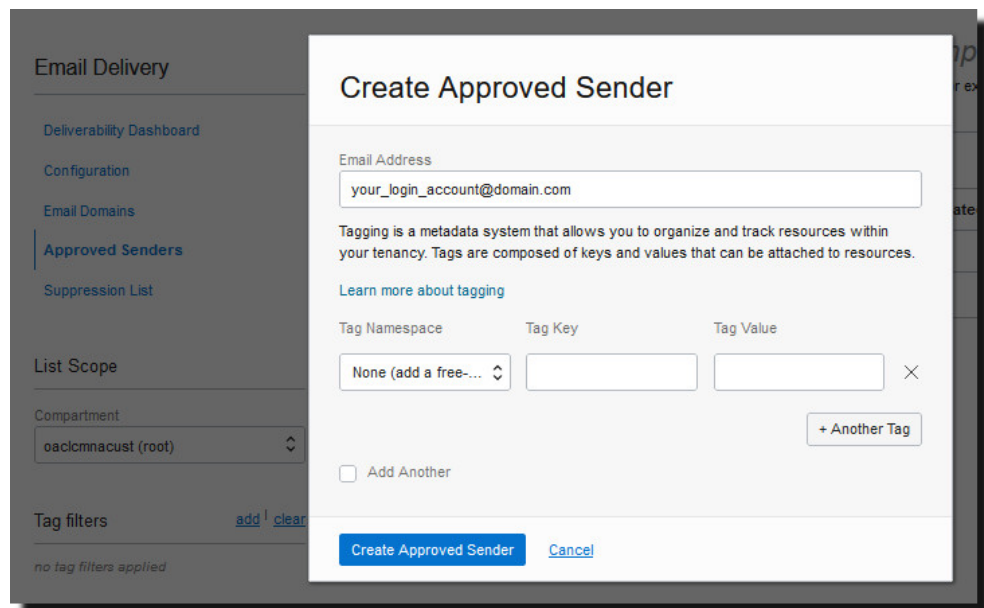 Email Delivery
Deliverability Dashboard
Configuration
Email Domains
Approved Senders
Suppression List
List Scope
Compartment
oaclcmnacust (root)
Tag filters
add | clear
no tag filters applied
Create Approved Sender
Email Address
your_login_account@domain.com
Tagging is a metadata system that allows you to organize and track resources within
your tenancy. Tags are composed of keys and values that can be attached to resources.
Learn more about tagging
Tag Namespace Tag Key Tag Value
None (add a free-...
+ Another Tag
Add Another
Create Approved Sender Cancel